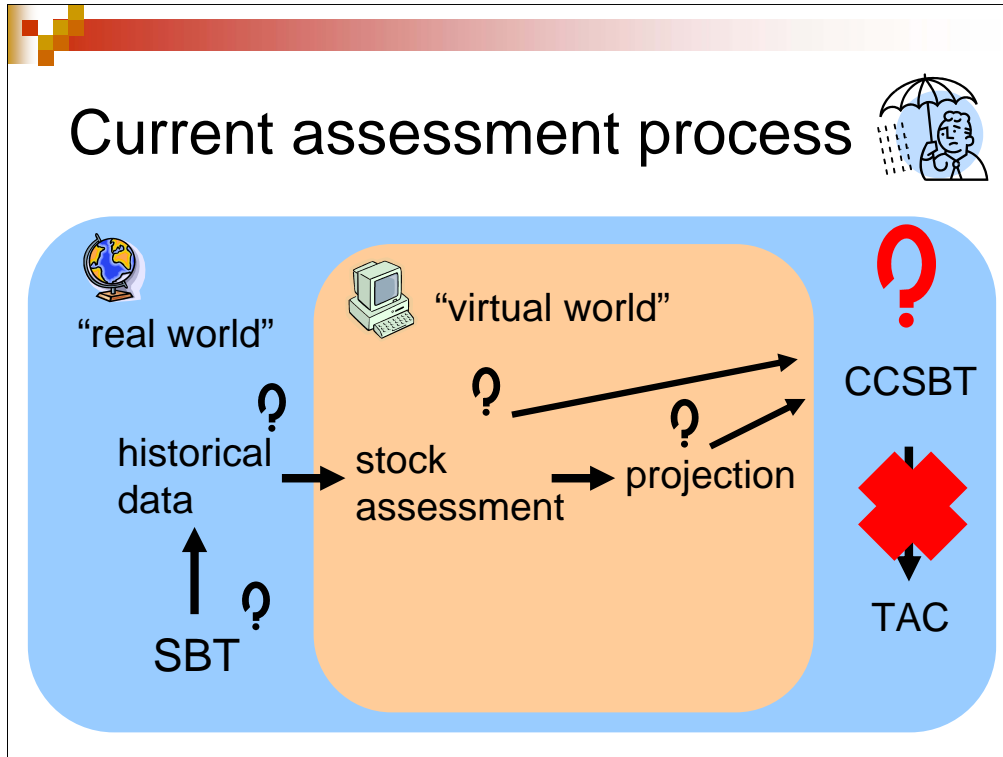 Current assessment process
“real world”
“virtual world”
?
CCSBT
?
?
?
historical
data
stock
assessment
projection
?
SBT
TAC